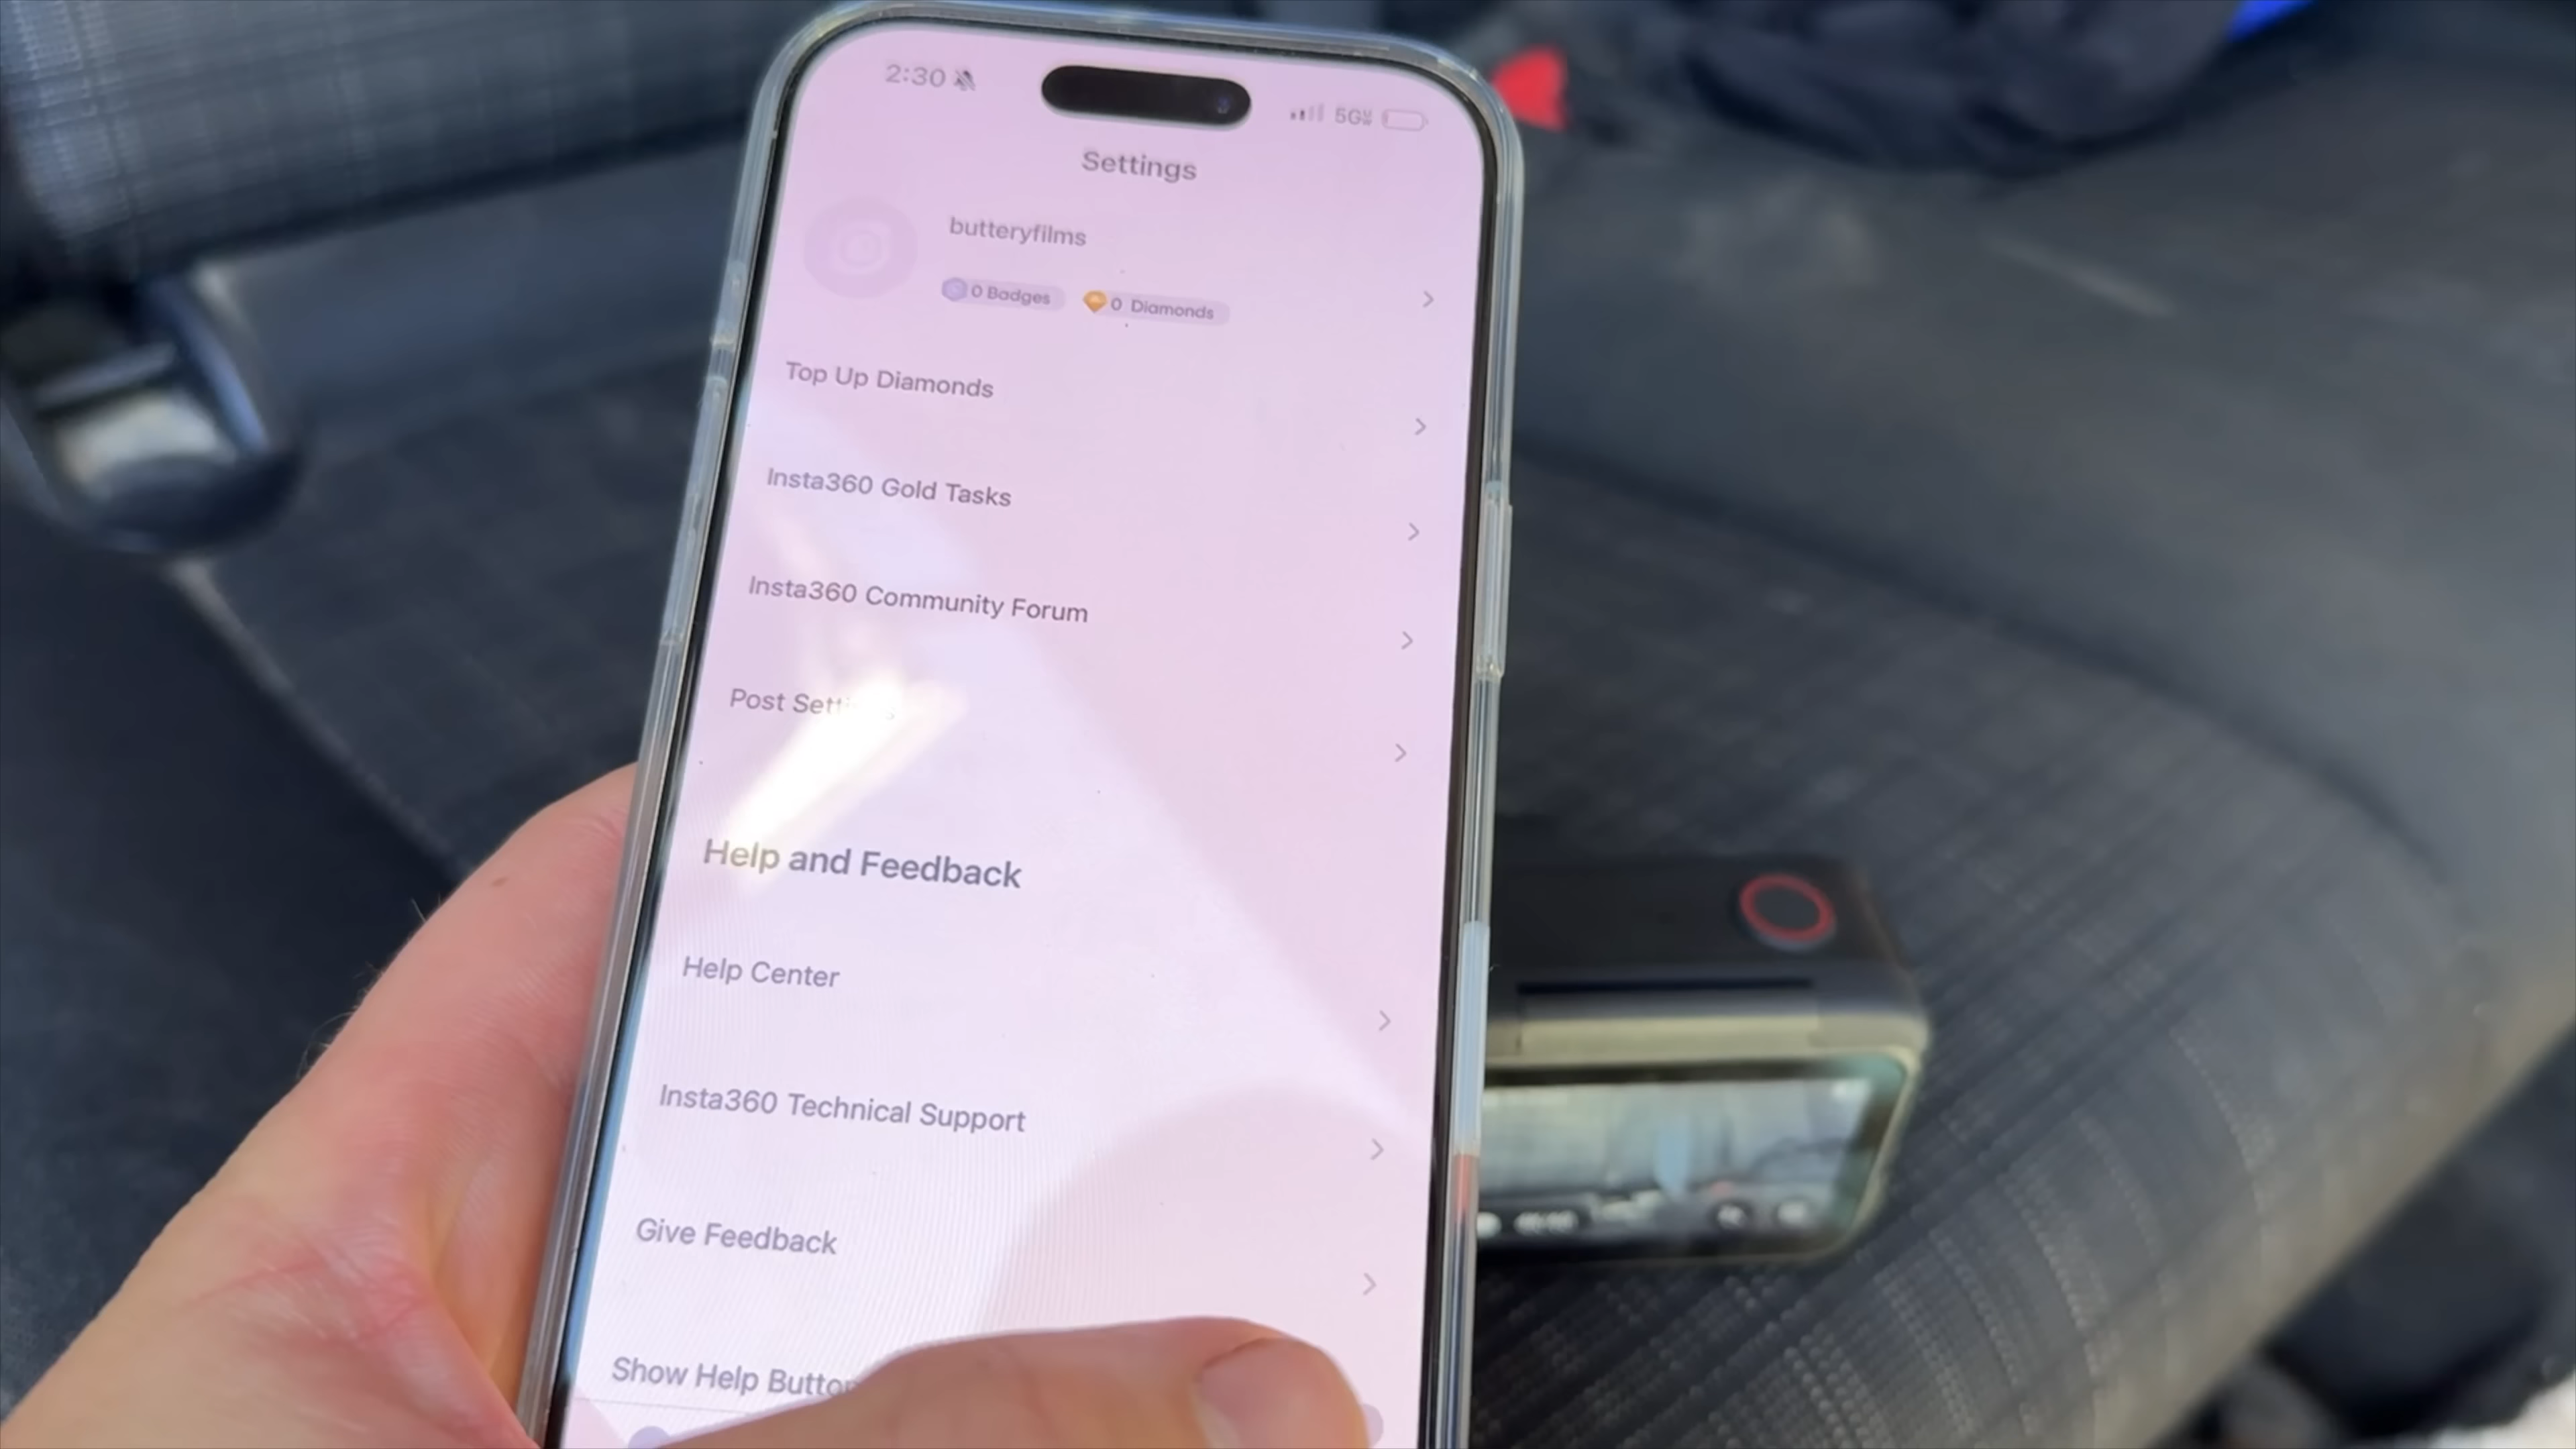 2:30
5G
Settings
butteryfilms
0 Badges
0 Diamonds
Top Up Diamonds
Insta360 Gold Tasks
Insta360 Community Forum
Post
Help and Feedback
Help Center
Insta360 Technical Support
Give Feedback
Show Help Button